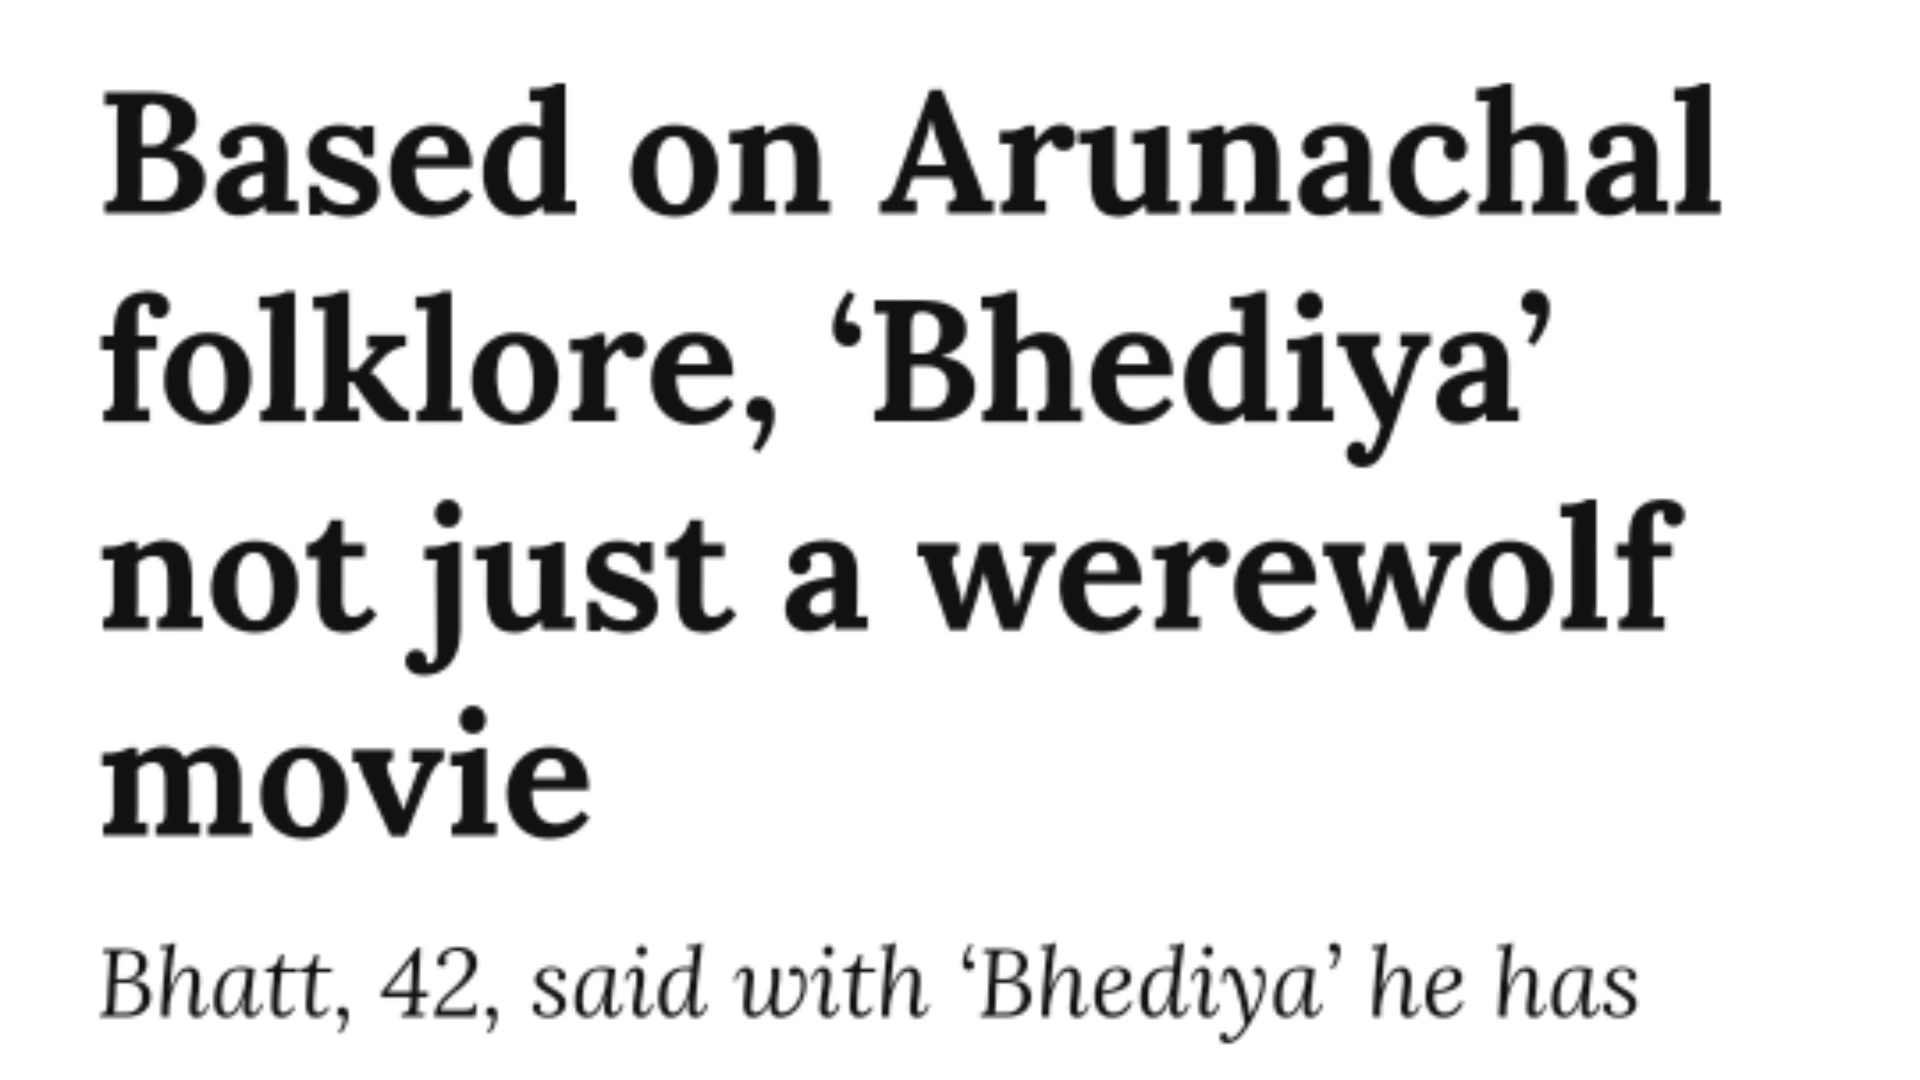 Based on Arunachal
folklore, ‘Bhediya’
not just a werewolf
movie
Bhatt, 42, said with ‘Bhediya’ he has